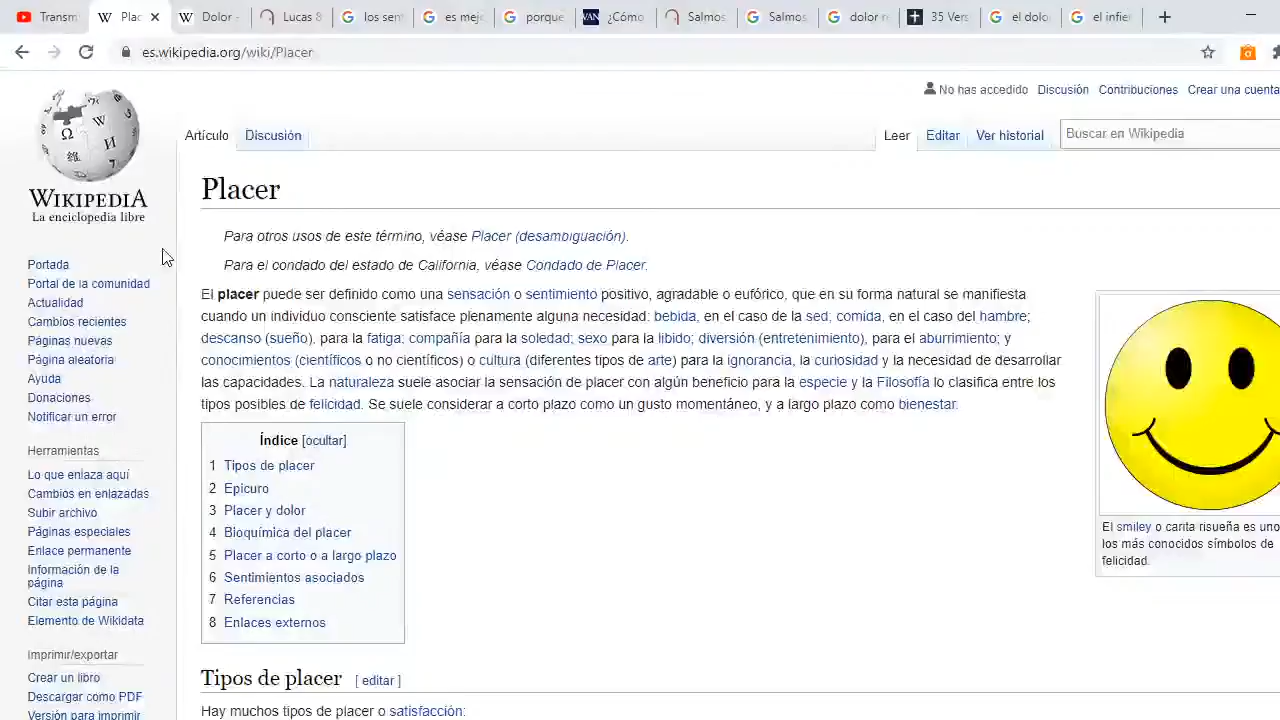 Transm
Plac
Dolor -
Lucas 8
los sent
es mejo
porque
¿Cómo
Salmo
Salmos
dolor re
35 Vers
el dolo
el infier
es.wikipedia.org/wiki/Placer
No has accedido Discusión Contribuciones Crear una cuenta
Artículo Discusión Leer Editar Ver historial Buscar en Wikipedia
WIKIPEDIA
La enciclopedia libre
Portada
Portal de la comunidad
Actualidad
Cambios recientes
Páginas nuevas
Página aleatoria
Ayuda
Donaciones
Notificar un error
Herramientas
Lo que enlaza aquí
Cambios en enlazadas
Subir archivo
Páginas especiales
Enlace permanente
Información de la
página
Citar esta página
Elemento de Wikidata
Imprimir/exportar
Crear un libro
Descargar como PDF
Versión para imprimir
Placer
Para otros usos de este término, véase Placer (desambiguación).
Para el condado del estado de California, véase Condado de Placer.
El placer puede ser definido como una sensación o sentimiento positivo, agradable o eufórico, que en su forma natural se manifiesta
cuando un individuo consciente satisface plenamente alguna necesidad: bebida, en el caso de la sed; comida, en el caso del hambre;
descanso (sueño), para la fatiga; compañía para la soledad; sexo para la libido; diversión (entretenimiento), para el aburrimiento; y
conocimientos (científicos o no científicos) o cultura (diferentes tipos de arte) para la ignorancia, la curiosidad y la necesidad de desarrollar
las capacidades. La naturaleza suele asociar la sensación de placer con algún beneficio para la especie y la Filosofía lo clasifica entre los
tipos posibles de felicidad. Se suele considerar a corto plazo como un gusto momentáneo, y a largo plazo como bienestar.
Índice [ocultar]
1 Tipos de placer
2 Epicuro
3 Placer y dolor
4 Bioquímica del placer
5 Placer a corto o a largo plazo
6 Sentimientos asociados
7 Referencias
8 Enlaces externos
El smiley o carita risueña es uno
los más conocidos símbolos de
felicidad.
Tipos de placer [ editar ]
Hay muchos tipos de placer o satisfacción: